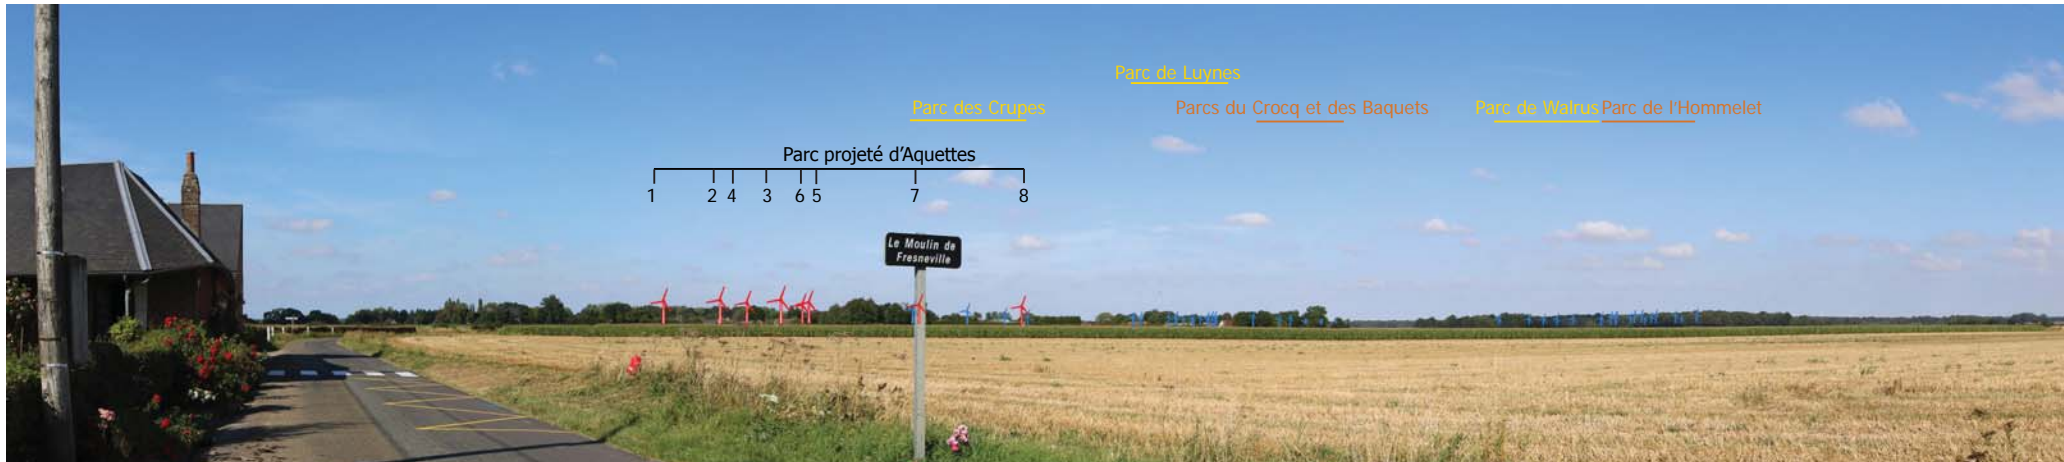 Parc de Luynes
Parc des Crupes
Parcs du Crocq et des Baquets
Parc de Walrus
Parc de l'Hommelet
Parc projeté d'Aquettes
1 2 4 3 6 5 7 8
Le Moulin de
Fresneville